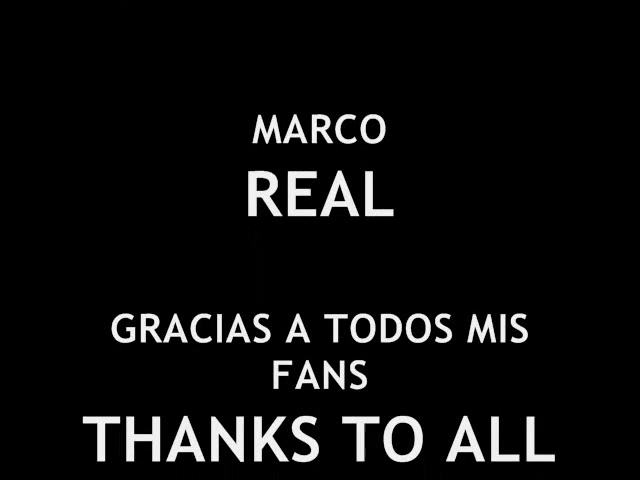 MARCO
REAL
GRACIAS A TODOS MIS
FANS
THANKS TO ALL